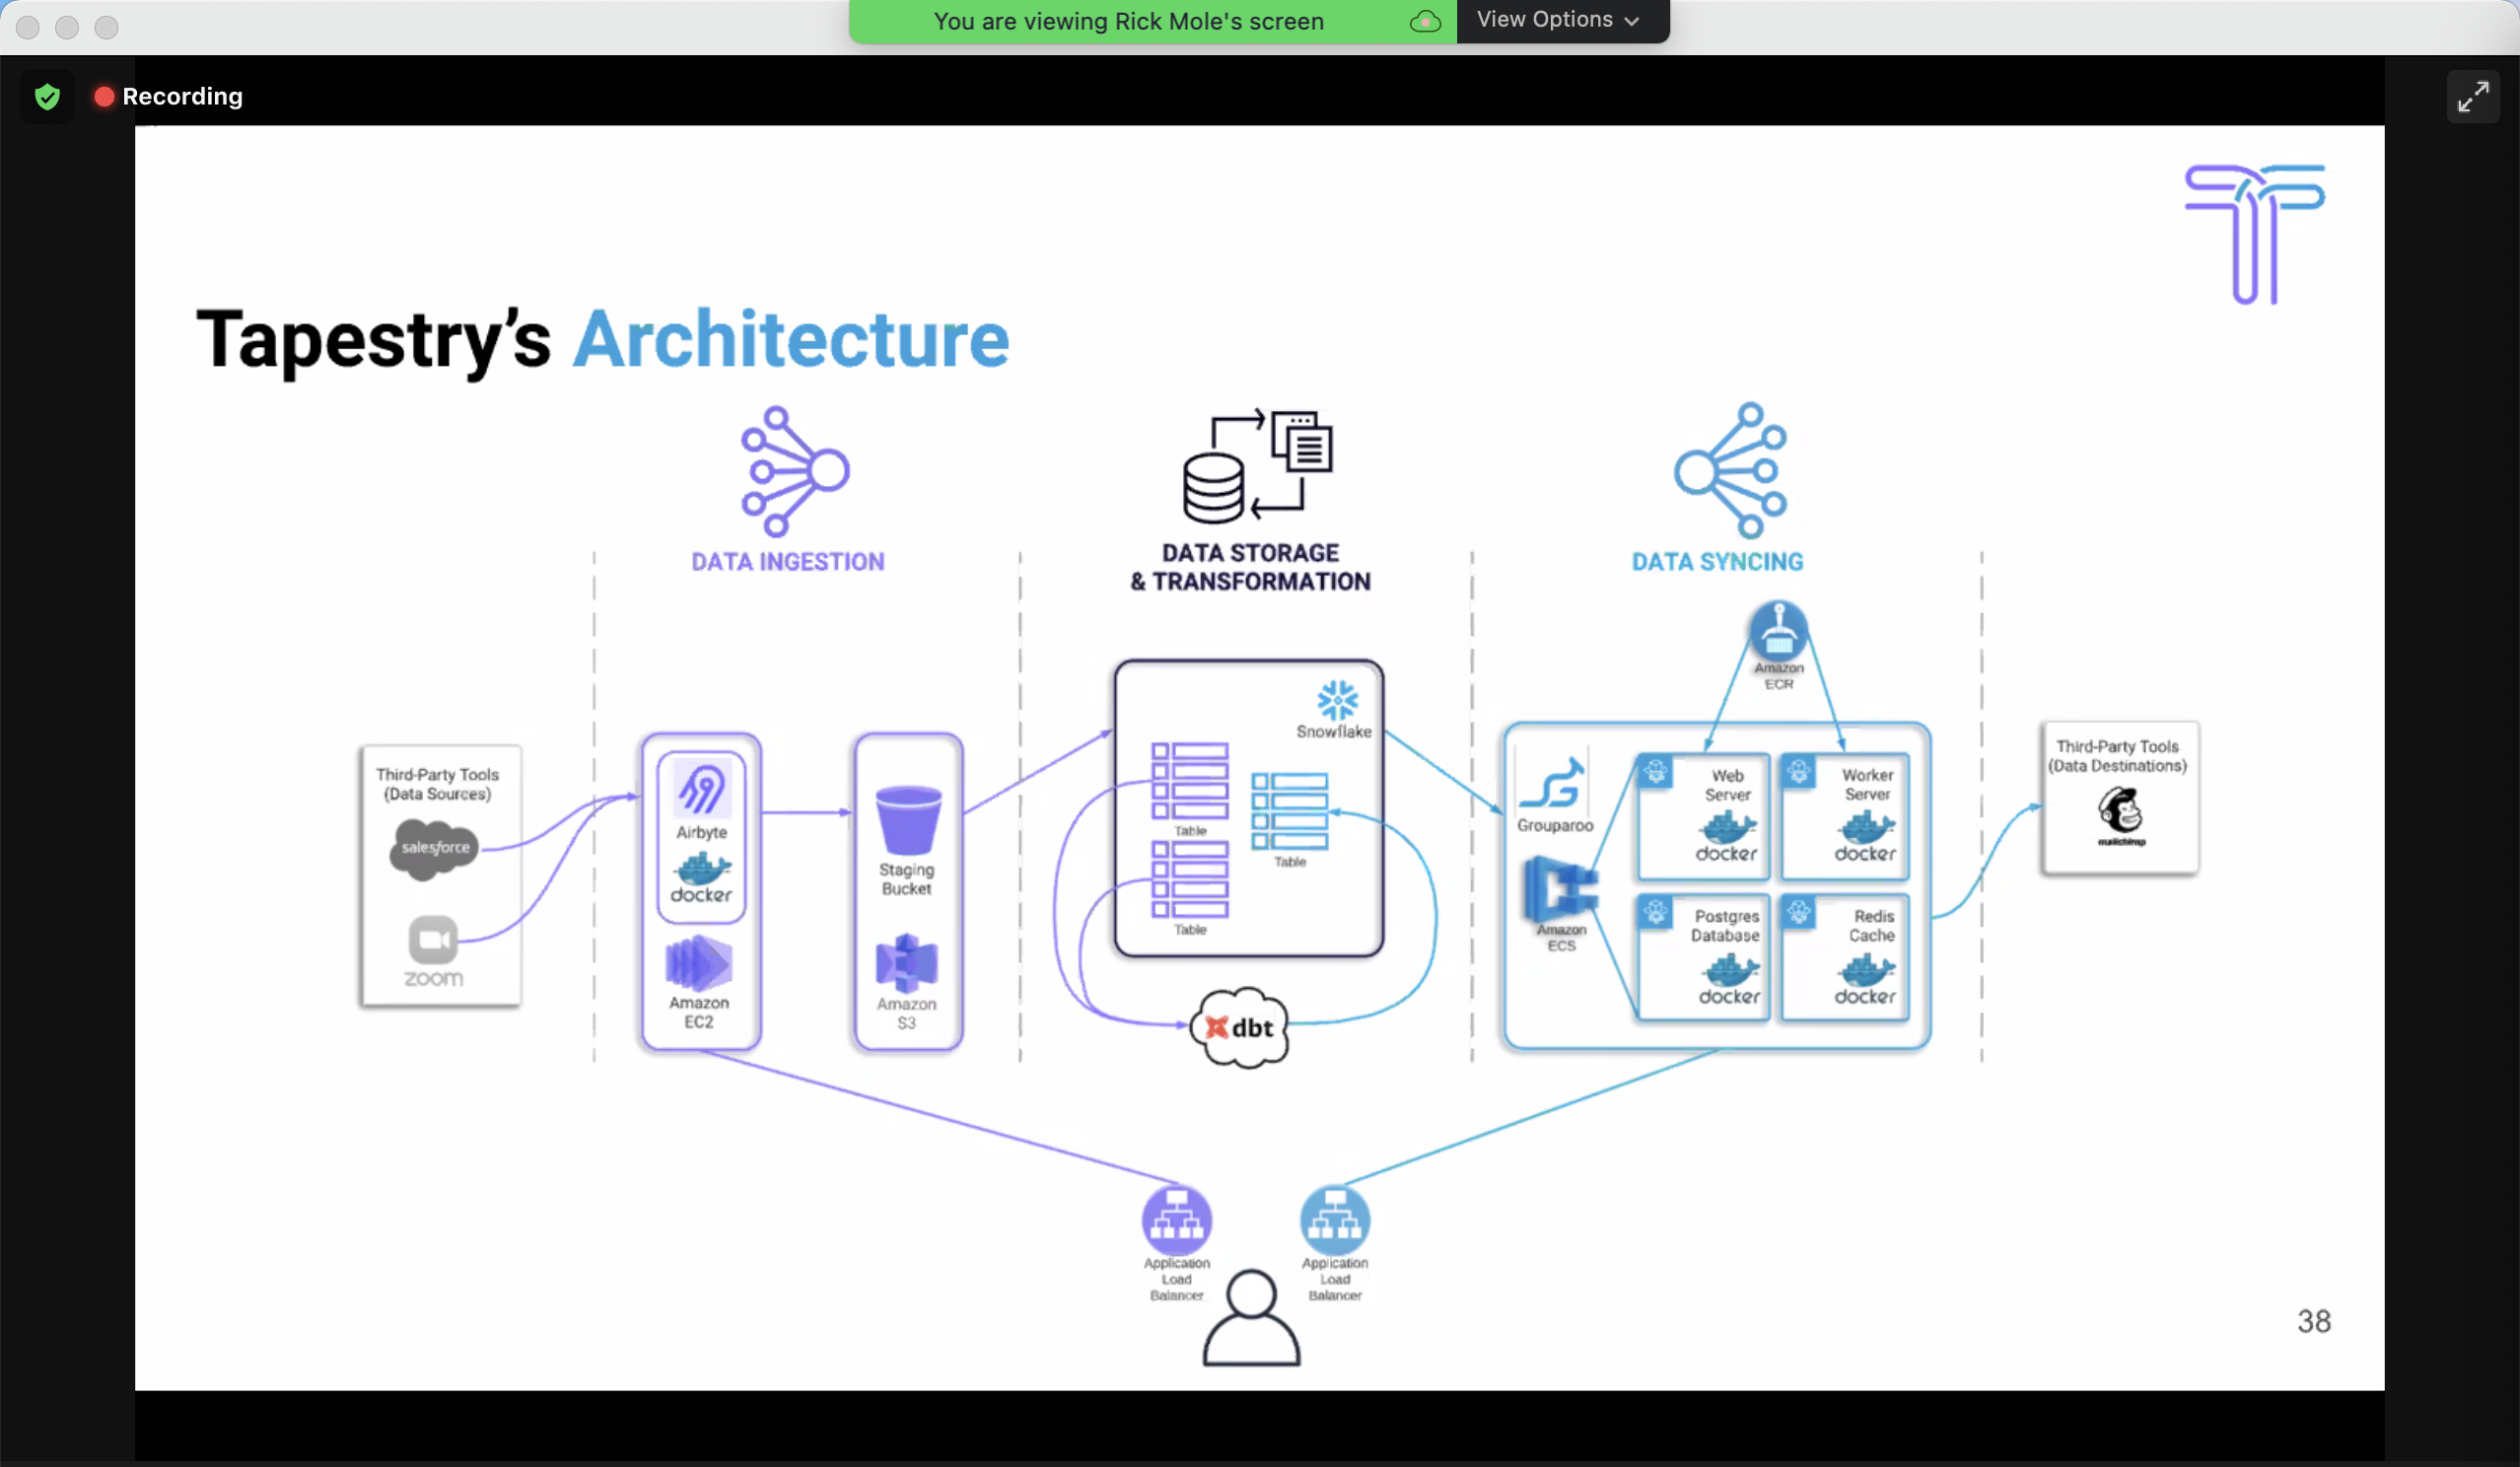 You are viewing Rick Mole's screen
View Options
Recording
Tapestry's Architecture
DATA INGESTION
DATA STORAGE
& TRANSFORMATION
DATA SYNCING
Amazon
ECR
Third-Party Tools
(Data Sources)
salesforce
zoom
Airbyte
docker
Amazon
EC2
Staging
Bucket
Amazon
S3
Snowflake
Table
Table
Table
dbt
Grouparoo
Amazon
ECS
Web
Server
docker
Worker
Server
docker
Postgres
Database
docker
Redis
Cache
docker
Third-Party Tools
(Data Destinations)
mailchimp
Application
Load
Balancer
Application
Load
Balancer
38